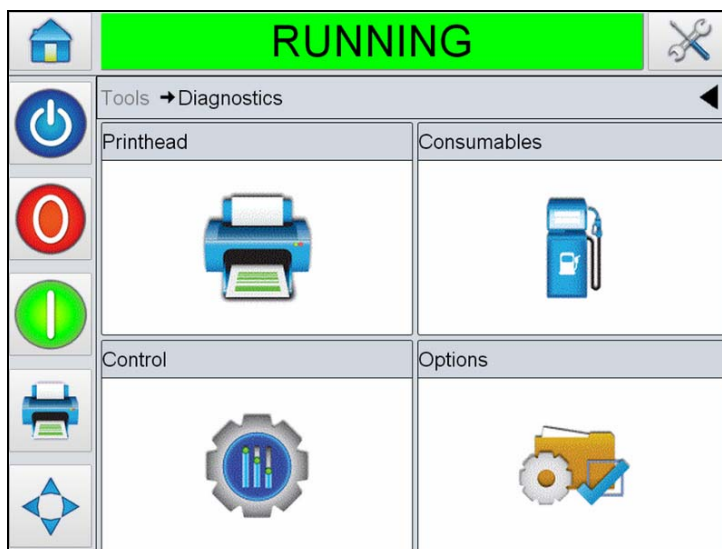 RUNNING
Tools ➔Diagnostics
Printhead
Consumables
Control
Options